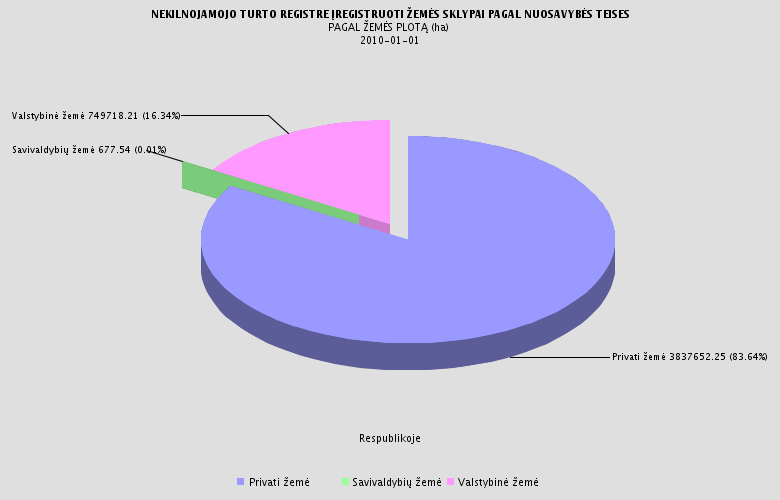 NEKILNOJAMOJO TURTO REGISTRE ĮREGISTRUOTI ŽEMĖS SKLYPAI PAGAL NUOSAVYBĖS TEISES
PAGAL ŽEMĖS PLOTĄ (ha)
2010-01-01
Valstybinė žemė 749718.21 (16.34%)
Savivaldybių žemė 677.54 (0.01%)
Privati žemė 3837652.25 (83.64%)
Respublikoje
Privati žemė Savivaldybių žemė Valstybinė žemė